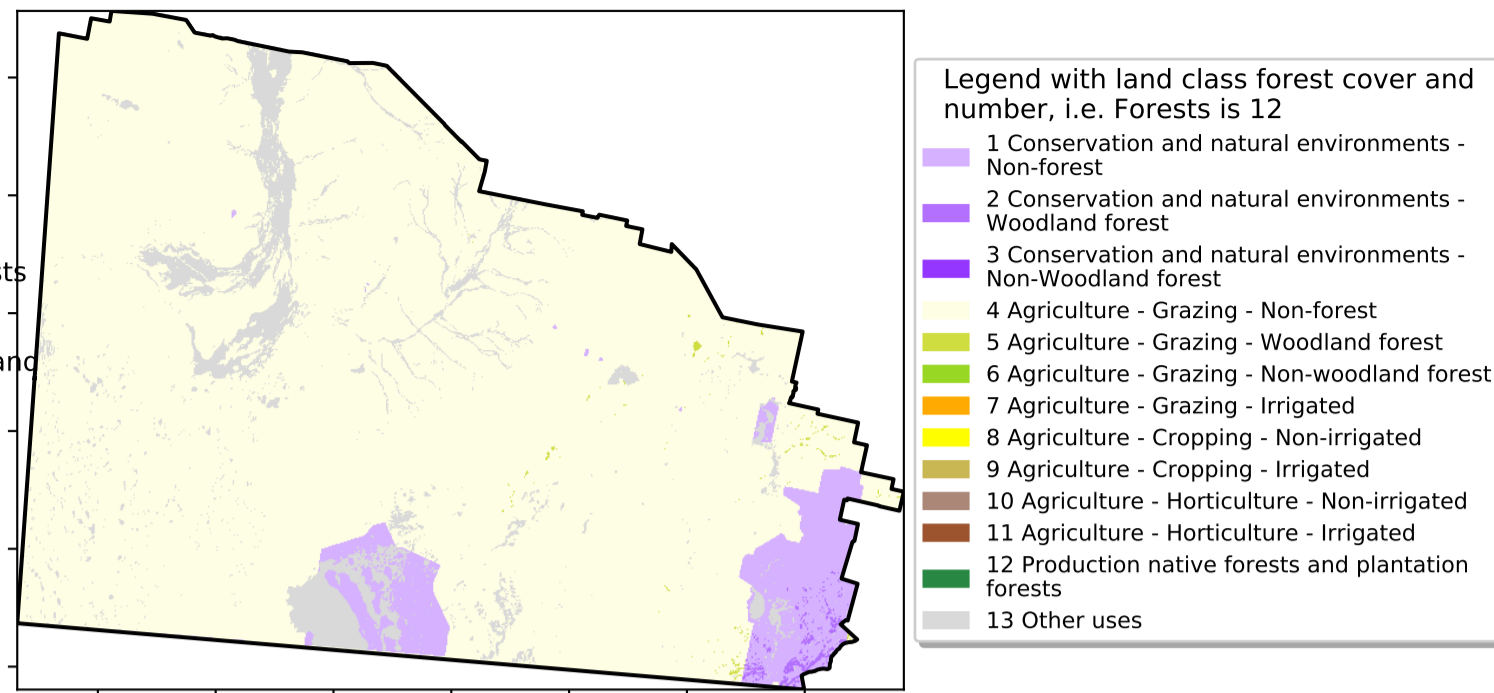 sts
and
Legend with land class forest cover and
number, i.e. Forests is 12
1 Conservation and natural environments -
Non-forest
2 Conservation and natural environments -
Woodland forest
3 Conservation and natural environments -
Non-Woodland forest
4 Agriculture - Grazing - Non-forest
5 Agriculture - Grazing - Woodland forest
6 Agriculture - Grazing - Non-woodland forest
7 Agriculture - Grazing - Irrigated
8 Agriculture - Cropping - Non-irrigated
9 Agriculture - Cropping - Irrigated
10 Agriculture - Horticulture - Non-irrigated
11 Agriculture - Horticulture - Irrigated
12 Production native forests and plantation
forests
13 Other uses